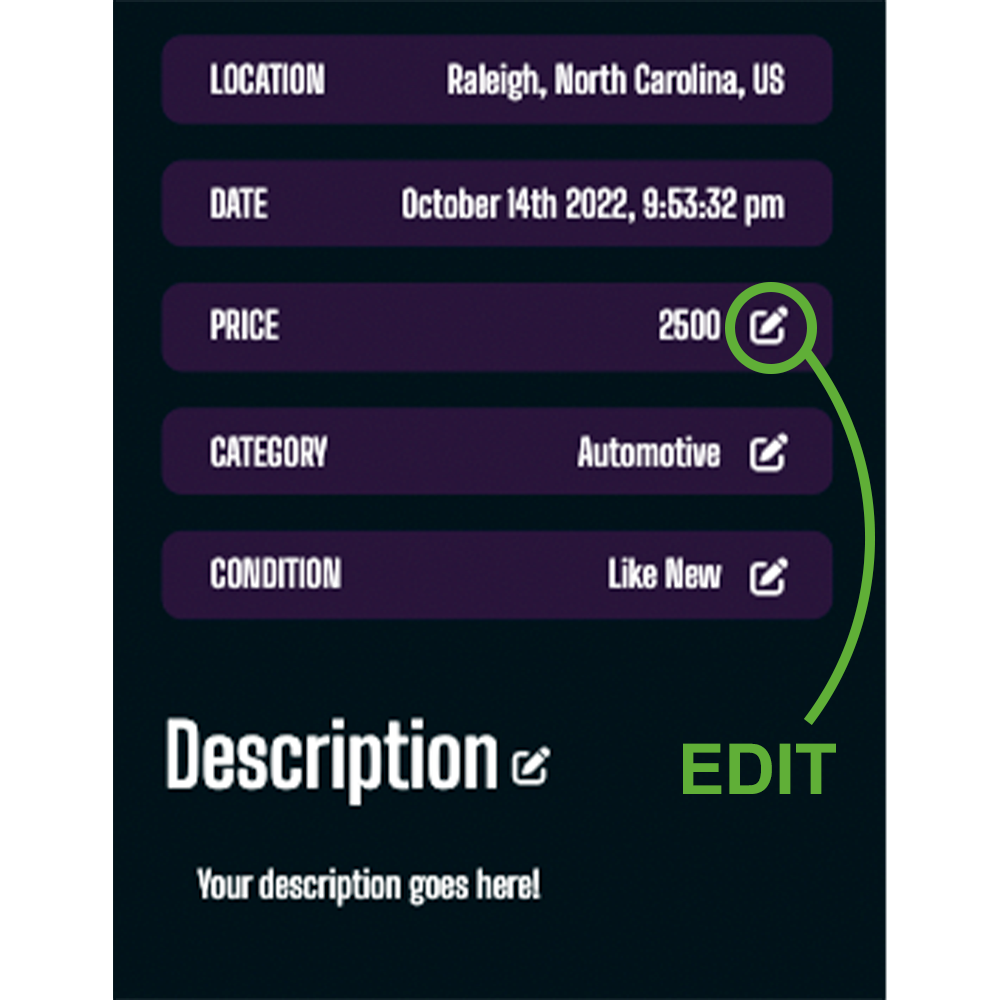 LOCATION Raleigh, North Carolina, US
DATE October 14th 2022, 9:53:32 pm
PRICE 2500
CATEGORY Automotive
CONDITION Like New
Description
EDIT
Your description goes here!